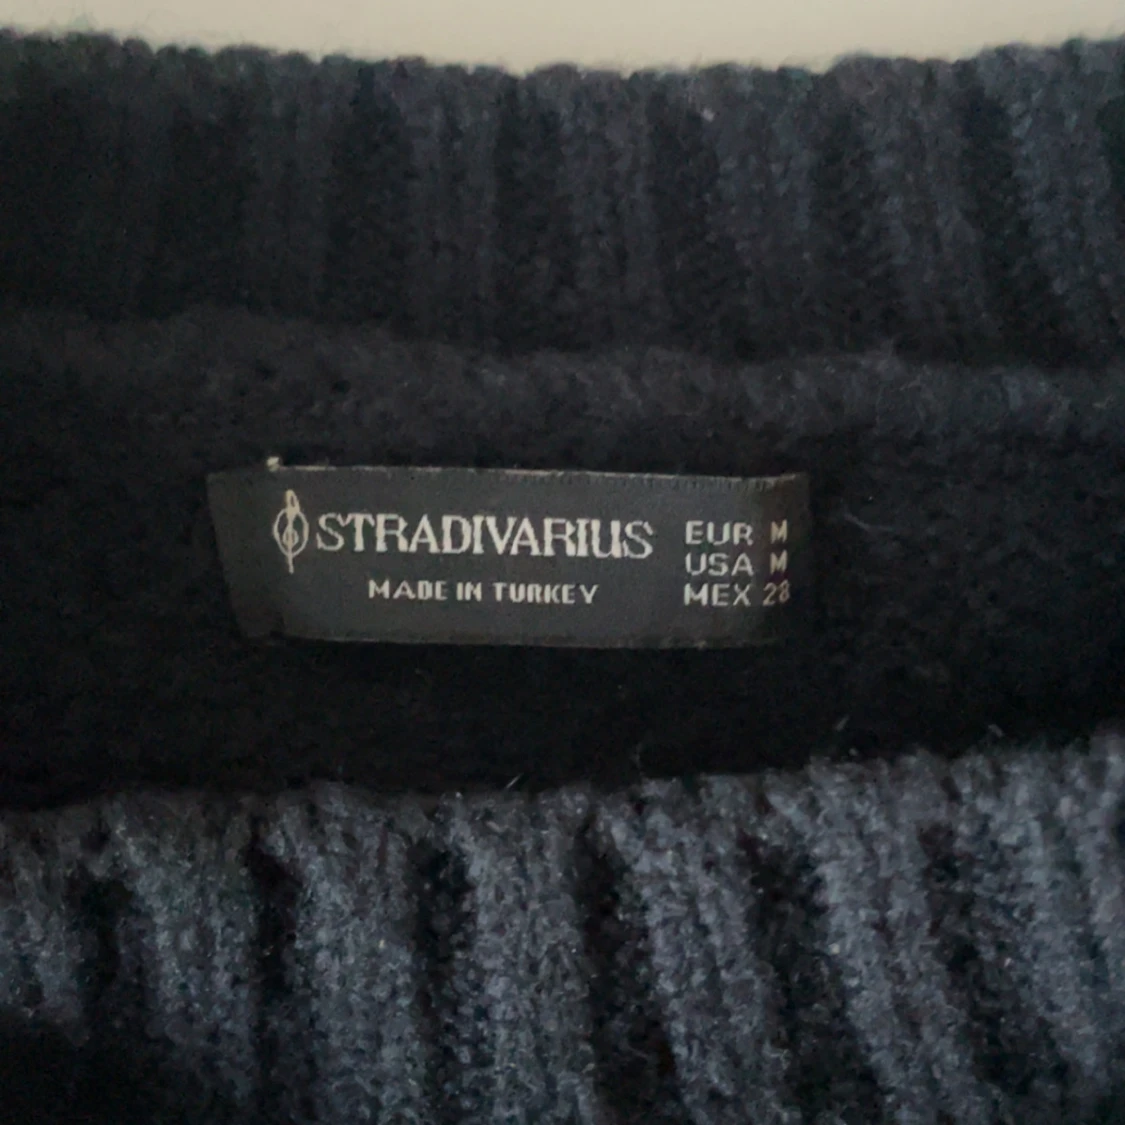 STRADIVARIUS
MADE IN TURKEY
EUR M
USA M
MEX 28